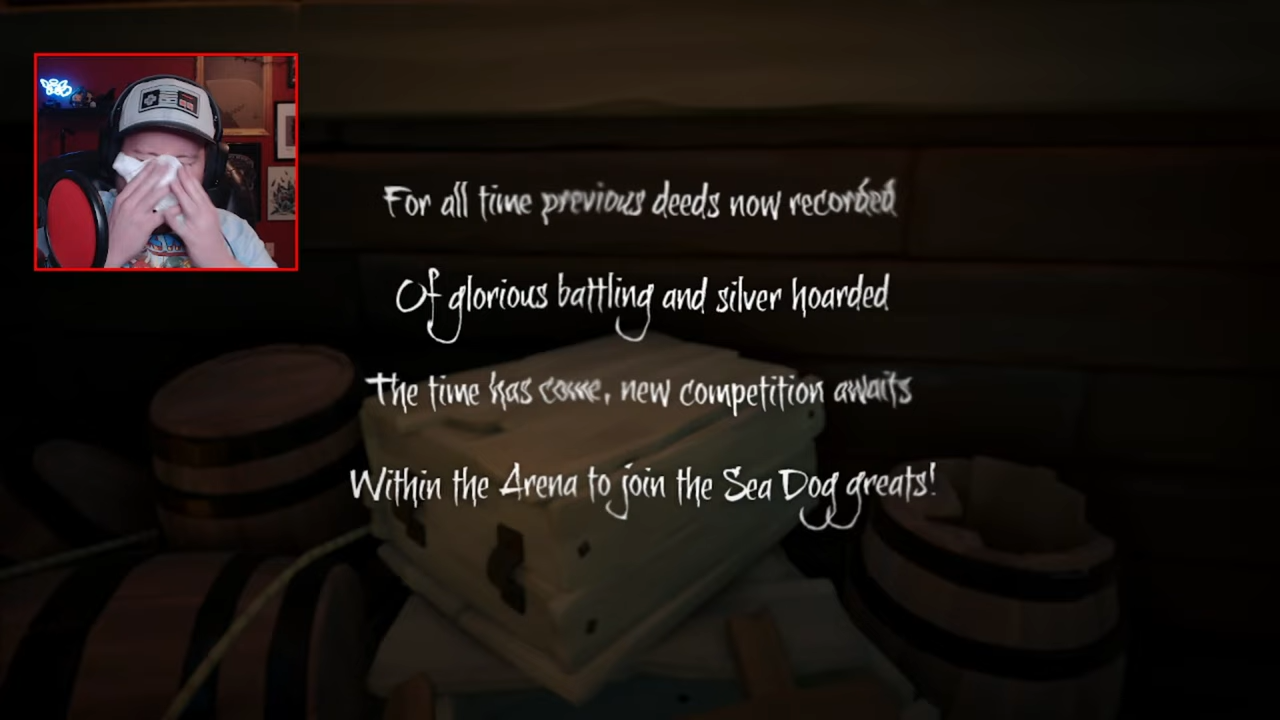 For all time previous deeds now recorded
Of glorious battling and silver hoarded
The time has come, new competition awaits
Within the Arena to join the Sea Dog greats!